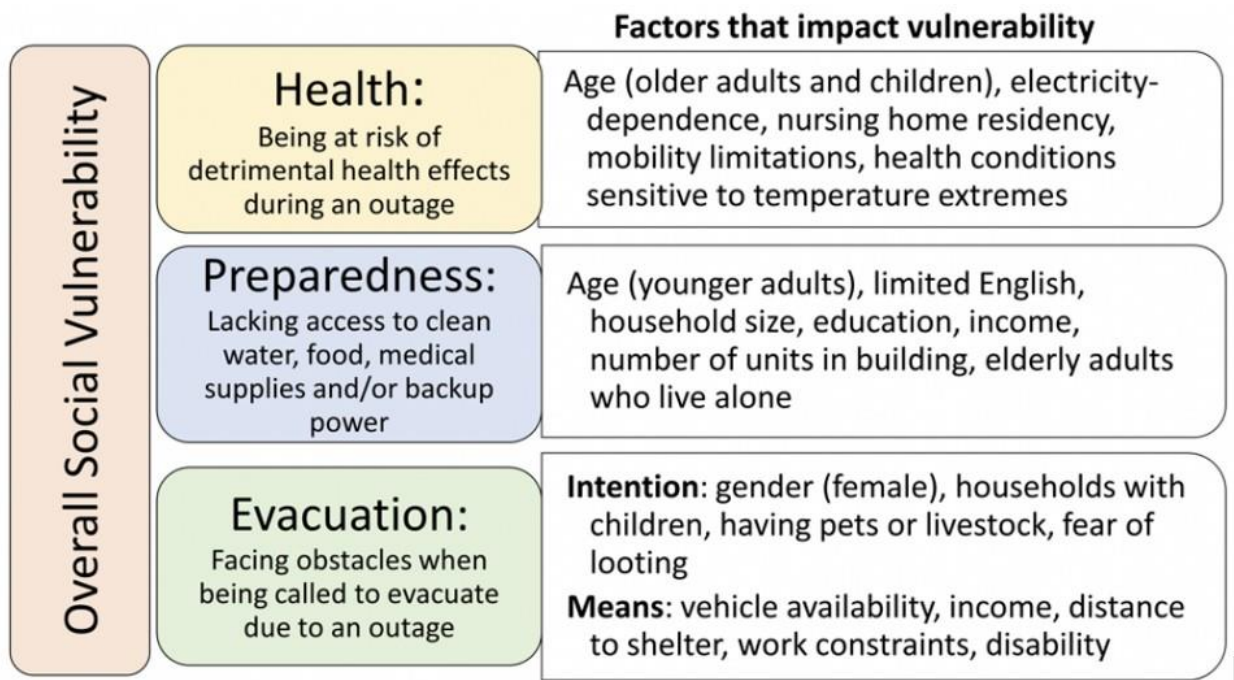 Factors that impact vulnerability
Overall Social Vulnerability
Health:
Being at risk of
detrimental health effects
during an outage
Age (older adults and children), electricity-
dependence, nursing home residency,
mobility limitations, health conditions
sensitive to temperature extremes
Preparedness:
Lacking access to clean
water, food, medical
supplies and/or backup
power
Age (younger adults), limited English,
household size, education, income,
number of units in building, elderly adults
who live alone
Evacuation:
Facing obstacles when
being called to evacuate
due to an outage
Intention: gender (female), households with
children, having pets or livestock, fear of
looting
Means: vehicle availability, income, distance
to shelter, work constraints, disability